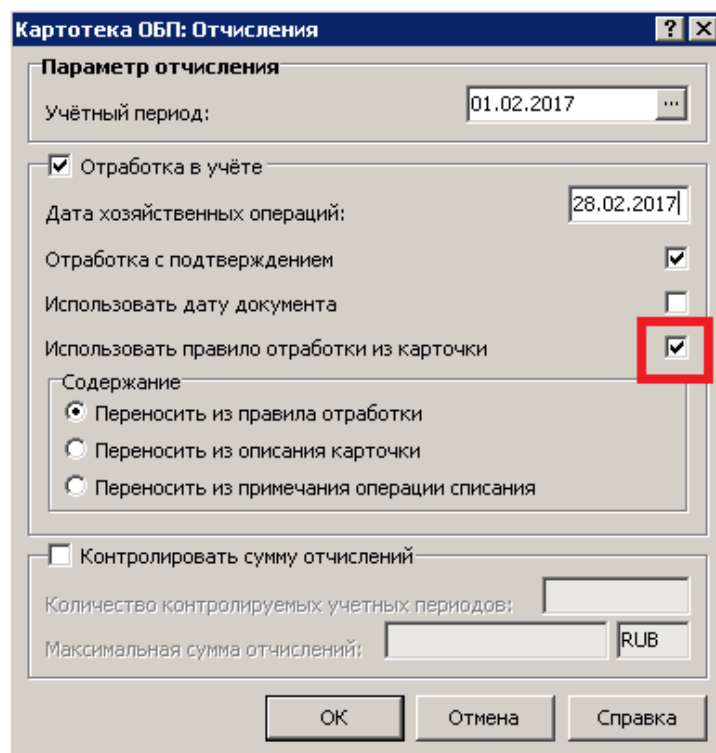 Картотека ОБП: Отчисления
Параметр отчисления
Учётный период: 01.02.2017 ...
Отработка в учёте
Дата хозяйственных операций: 28.02.2017
Отработка с подтверждением
Использовать дату документа
Использовать правило отработки из карточки
Содержание
Переносить из правила отработки
Переносить из описания карточки
Переносить из примечания операции списания
Контролировать сумму отчислений
Количество контролируемых учетных периодов:
Максимальная сумма отчислений: RUB
ОК Отмена Справка